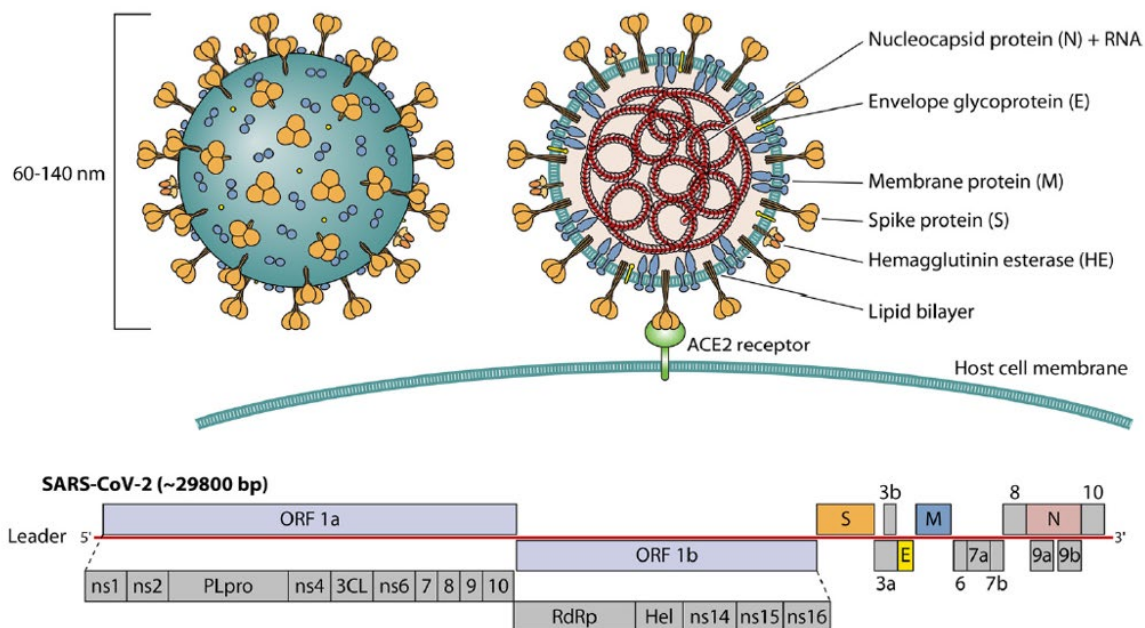 60-140 nm
Nucleocapsid protein (N) + RNA
Envelope glycoprotein (E)
Membrane protein (M)
Spike protein (S)
Hemagglutinin esterase (HE)
Lipid bilayer
ACE2 receptor
Host cell membrane
SARS-CoV-2 (~29800 bp)
3b 8 10
ORF 1a S M N
Leader 5' 3'
ORF 1b E 7a 9a 9b
3a 6 7b
ns1 ns2 PLpro ns4 3CL ns6 7 8 9 10
RdRp Hel ns14 ns15 ns16